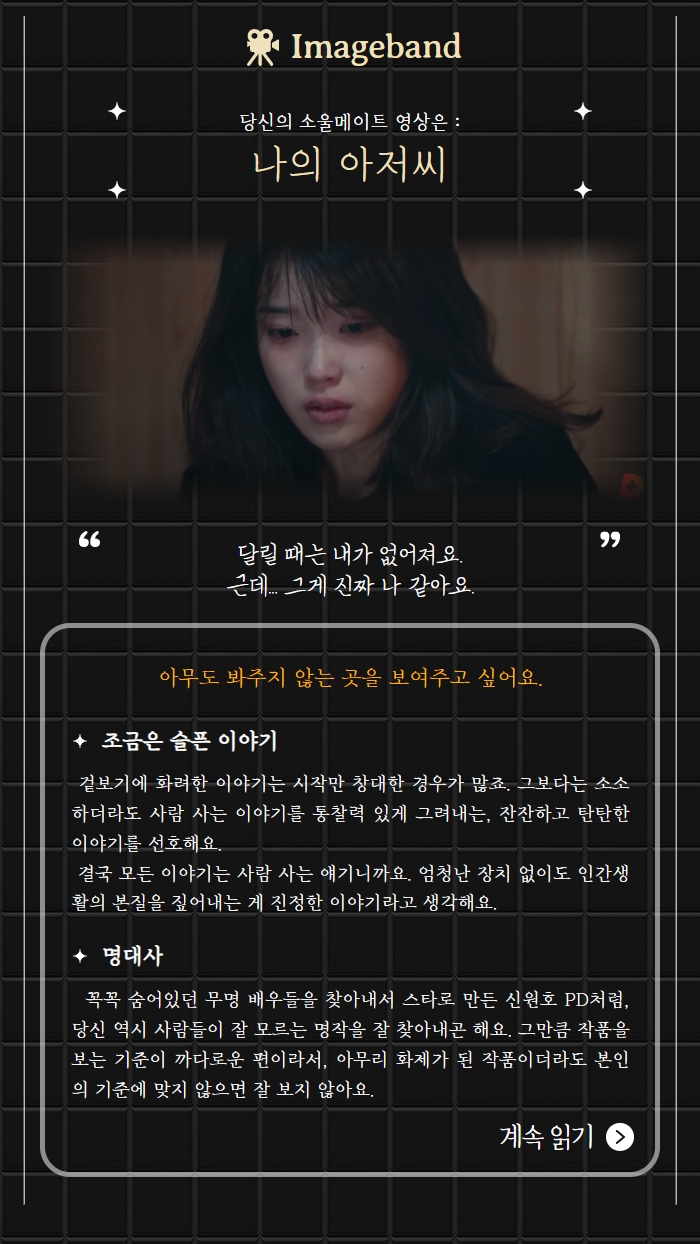 Imageband
당신의 소울메이트 영상은 :
나의 아저씨
“ ”
달릴 때는 내가 없어져요.
근데... 그게 진짜 나 같아요.
아무도 봐주지 않는 곳을 보여주고 싶어요.
조금은 슬픈 이야기
겉보기에 화려한 이야기는 시작만 창대한 경우가 많죠. 그보다는 소소
하더라도 사람 사는 이야기를 통찰력 있게 그려내는, 잔잔하고 탄탄한
이야기를 선호해요.
결국 모든 이야기는 사람 사는 얘기니까요. 엄청난 장치 없이도 인간생
활의 본질을 짚어내는 게 진정한 이야기라고 생각해요.
명대사
꼭꼭 숨어있던 무명 배우들을 찾아내서 스타로 만든 신원호 PD처럼,
당신 역시 사람들이 잘 모르는 명작을 잘 찾아내곤 해요. 그만큼 작품을
보는 기준이 까다로운 편이라서, 아무리 화제가 된 작품이더라도 본인
의 기준에 맞지 않으면 잘 보지 않아요.
계속 읽기